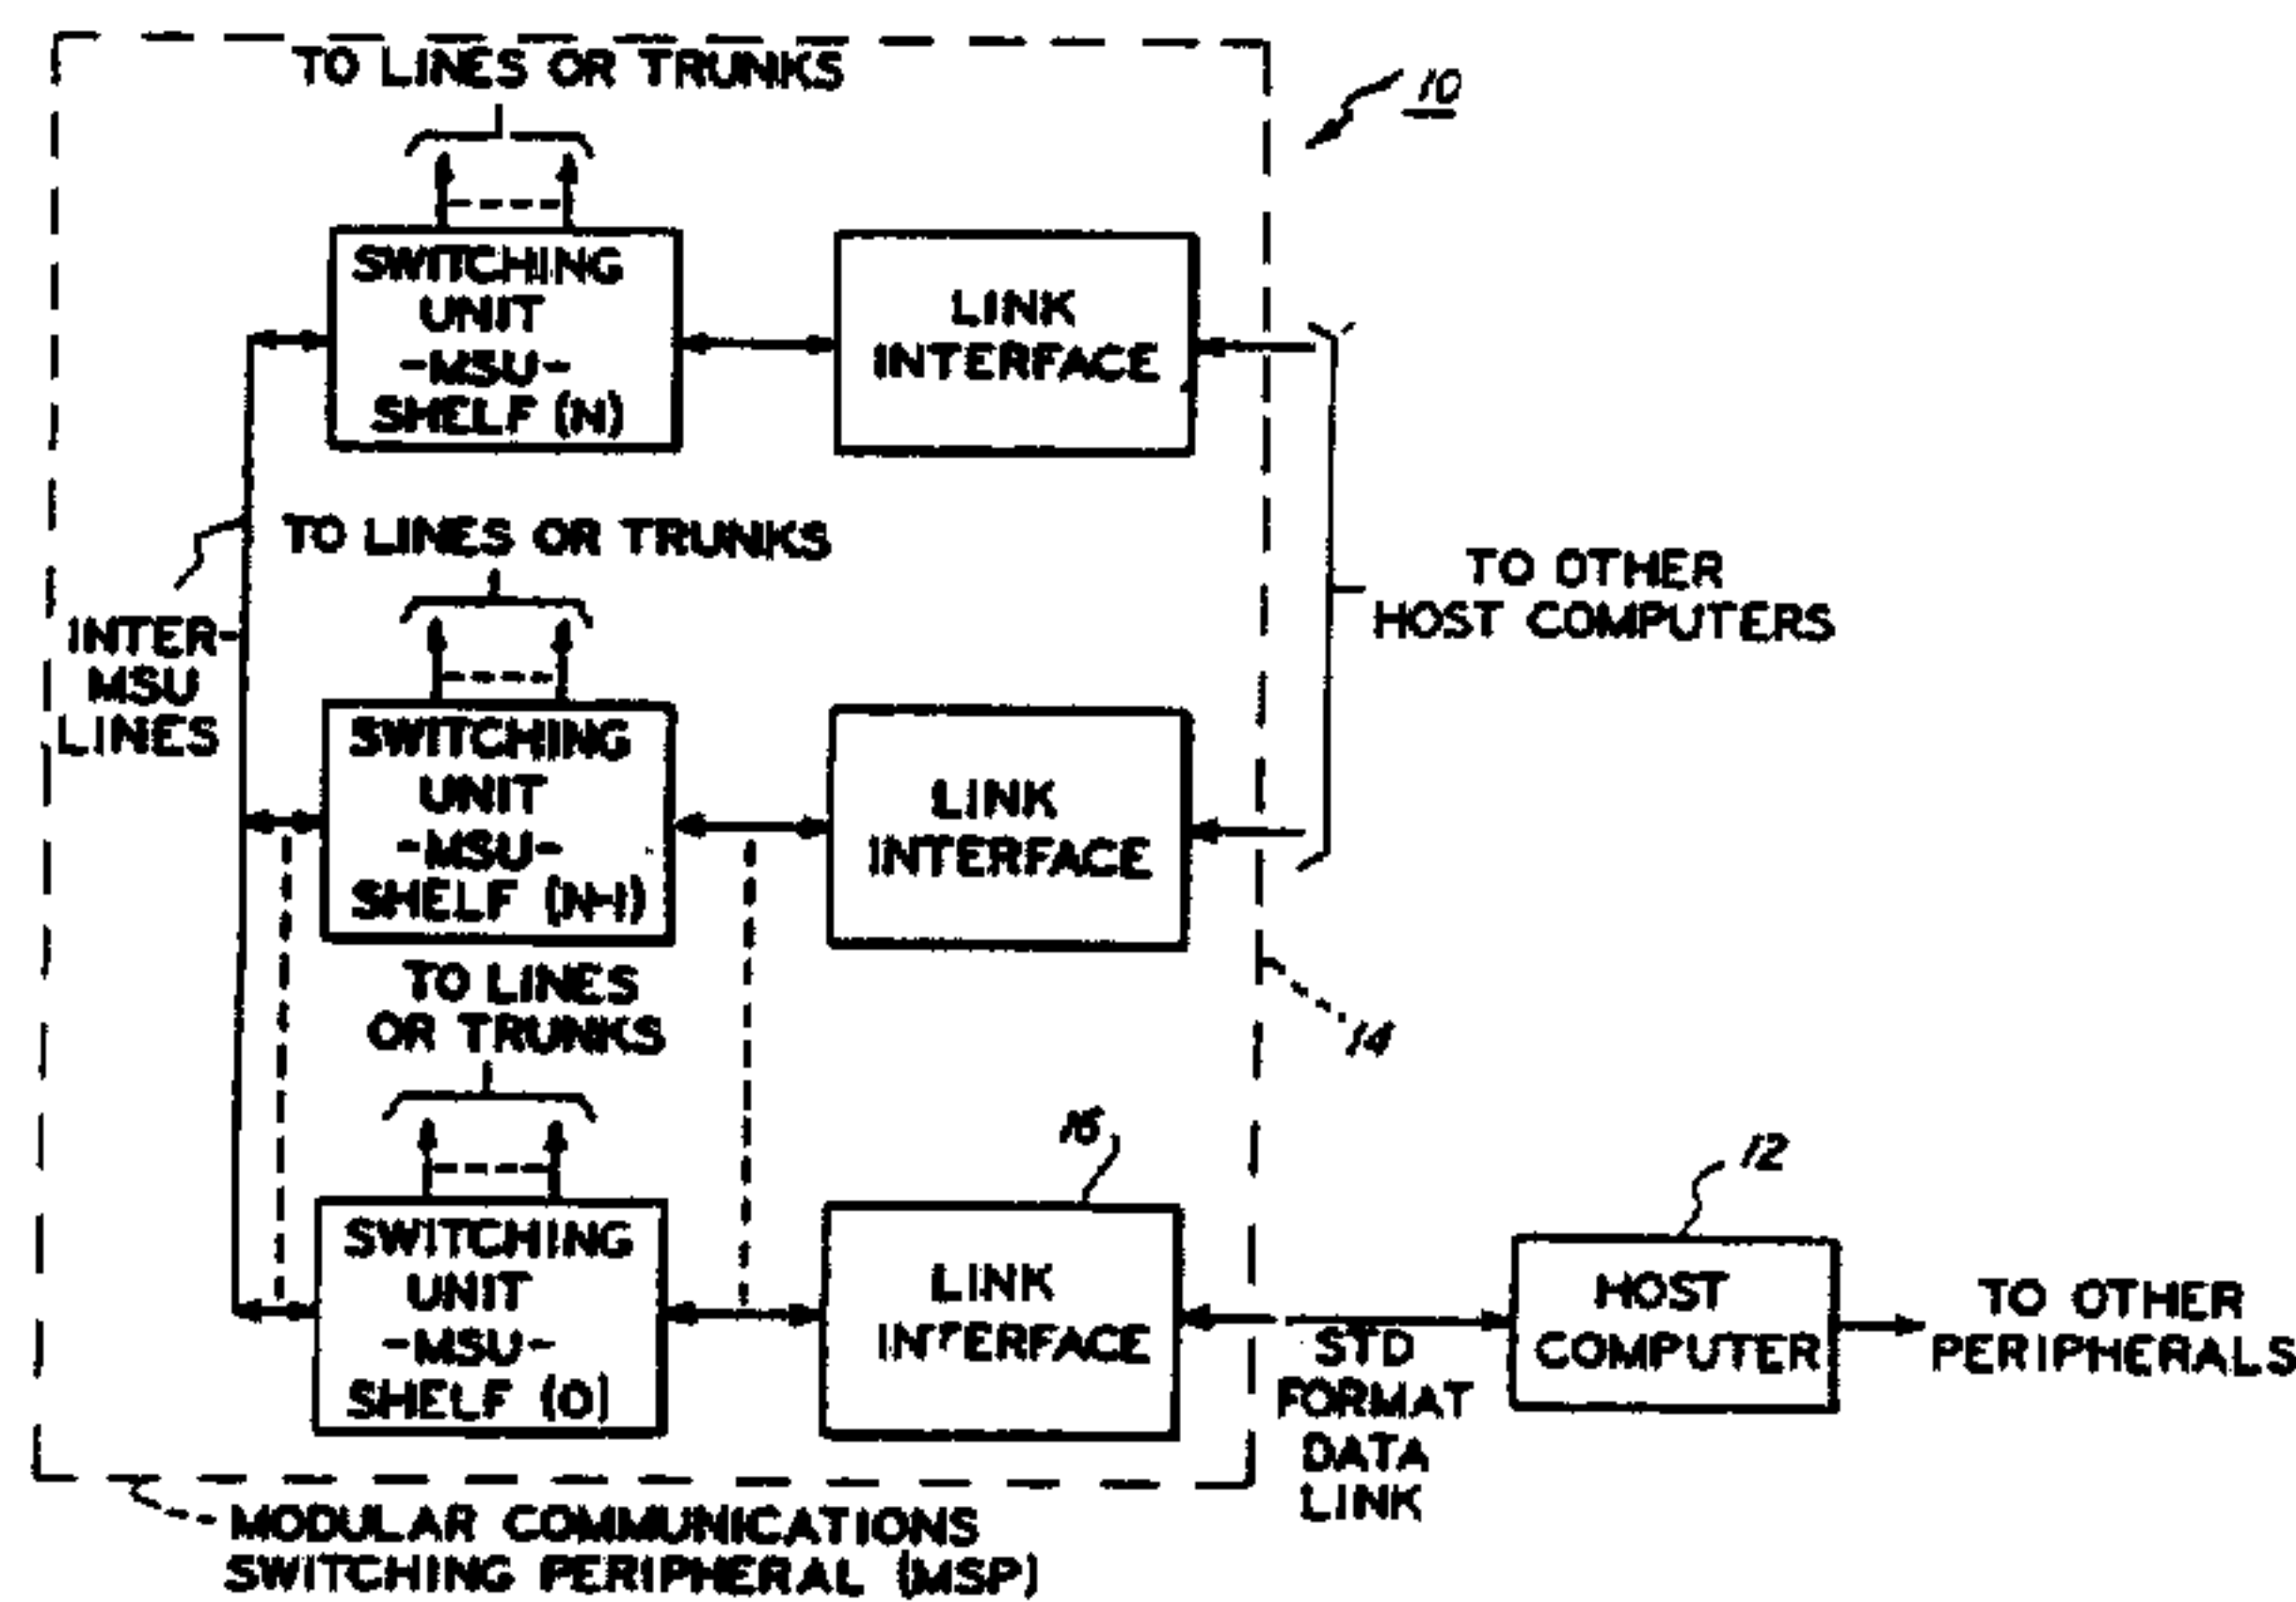 TO LINES OR TRUNKS
10
SWITCHING
UNIT
-MSU-
SHELF (N)
LINK
INTERFACE
TO LINES OR TRUNKS
INTER-
MSU
LINES
TO OTHER
HOST COMPUTERS
SWITCHING
UNIT
-MSU-
SHELF (N-1)
LINK
INTERFACE
TO LINES
OR TRUNKS
14
16
12
SWITCHING
UNIT
-MSU-
SHELF (0)
LINK
INTERFACE
STD
FORMAT
DATA
LINK
HOST
COMPUTER
TO OTHER
PERIPHERALS
MODULAR COMMUNICATIONS
SWITCHING PERIPHERAL (MSP)